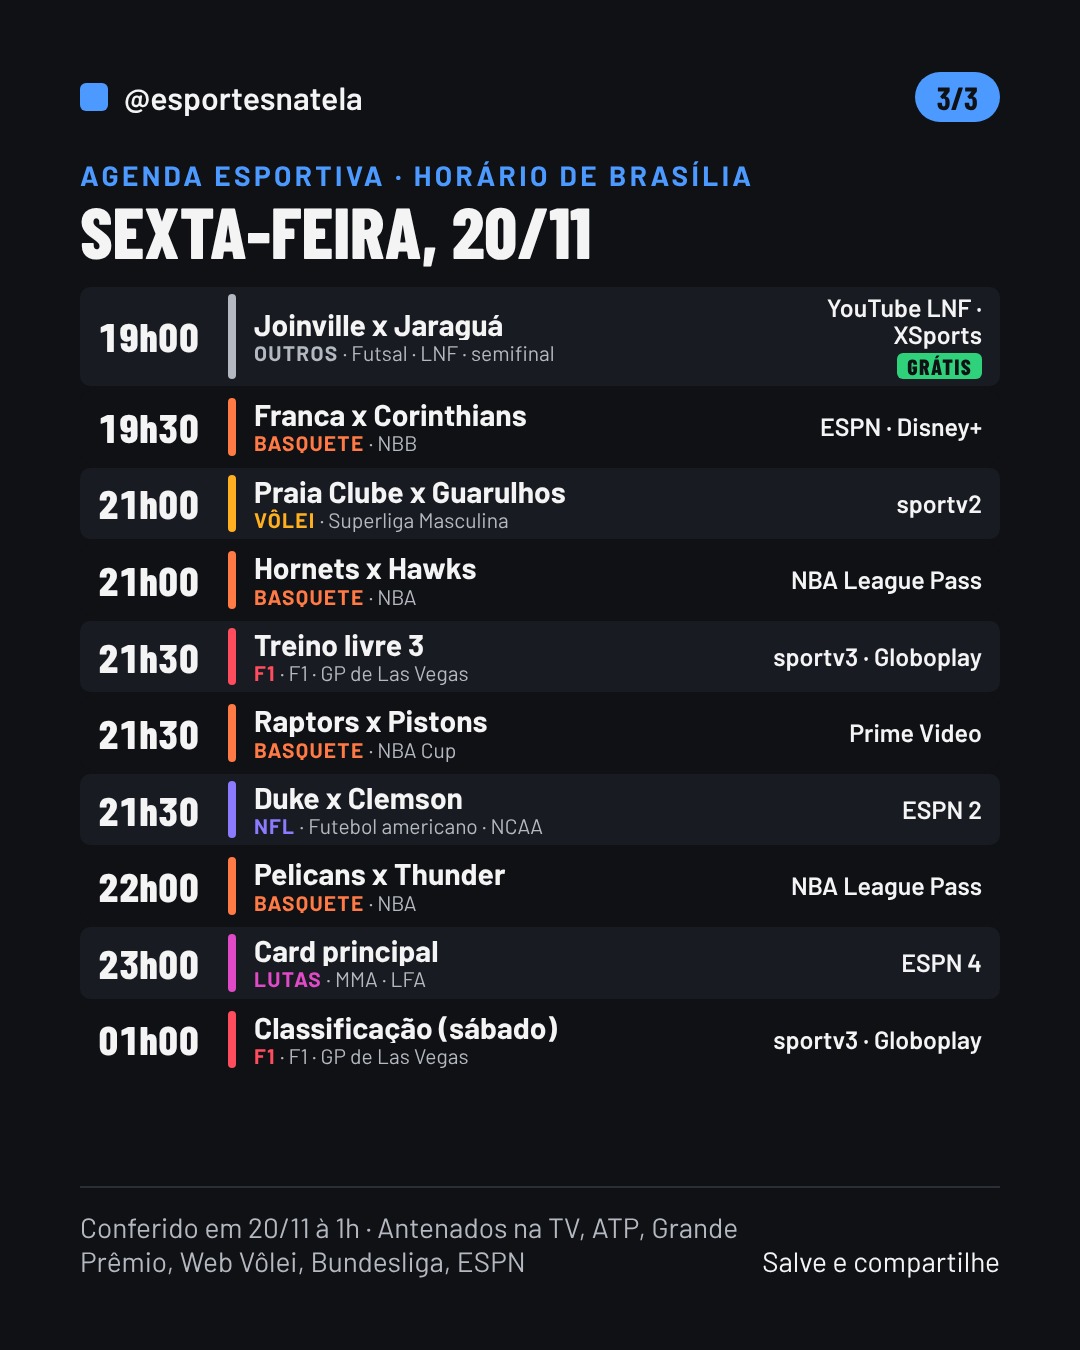 @esportesnatela
3/3
AGENDA ESPORTIVA · HORÁRIO DE BRASÍLIA
SEXTA-FEIRA, 20/11
19h00
Joinville x Jaraguá
OUTROS · Futsal · LNF · semifinal
YouTube LNF ·
XSports
GRÁTIS
19h30
Franca x Corinthians
BASQUETE · NBB
ESPN · Disney+
21h00
Praia Clube x Guarulhos
VÔLEI · Superliga Masculina
sportv2
21h00
Hornets x Hawks
BASQUETE · NBA
NBA League Pass
21h30
Treino livre 3
F1 · F1 · GP de Las Vegas
sportv3 · Globoplay
21h30
Raptors x Pistons
BASQUETE · NBA Cup
Prime Video
21h30
Duke x Clemson
NFL · Futebol americano · NCAA
ESPN 2
22h00
Pelicans x Thunder
BASQUETE · NBA
NBA League Pass
23h00
Card principal
LUTAS · MMA · LFA
ESPN 4
01h00
Classificação (sábado)
F1 · F1 · GP de Las Vegas
sportv3 · Globoplay
Conferido em 20/11 à 1h · Antenados na TV, ATP, Grande
Prêmio, Web Vôlei, Bundesliga, ESPN
Salve e compartilhe